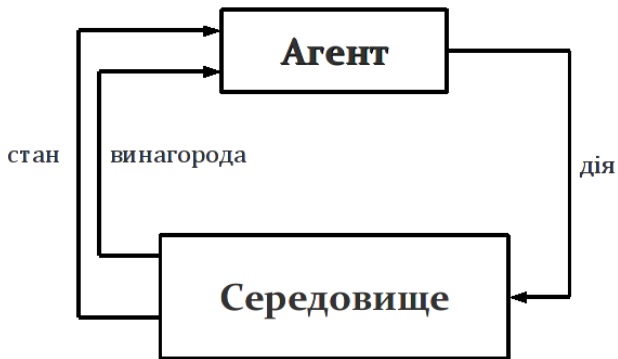 Агент
стан
винагорода
дія
Середовище